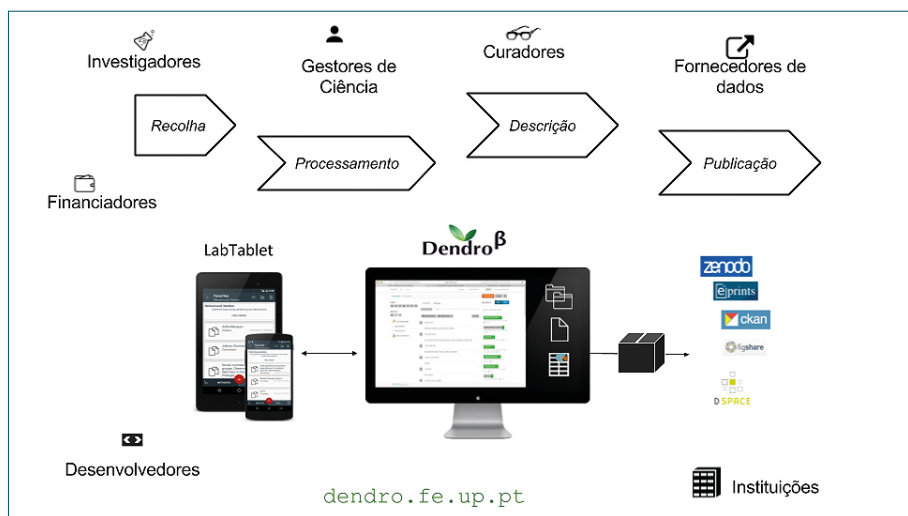 Investigadores
Gestores de
Ciência
Curadores
Fornecedores de
dados
Recolha
Processamento
Descrição
Publicação
Financiadores
LabTablet
Dendro β
zenodo
eprints
ckan
figshare
DSPACE
Desenvolvedores
dendro.fe.up.pt
Instituições